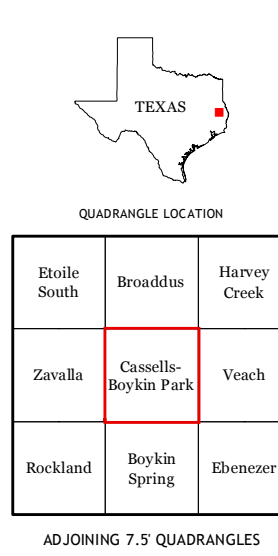 TEXAS
QUADRANGLE LOCATION
Etoile
South
Broaddus
Harvey
Creek
Zavalla
Cassells-
Boykin Park
Veach
Rockland
Boykin
Spring
Ebenezer
ADJOINING 7.5' QUADRANGLES